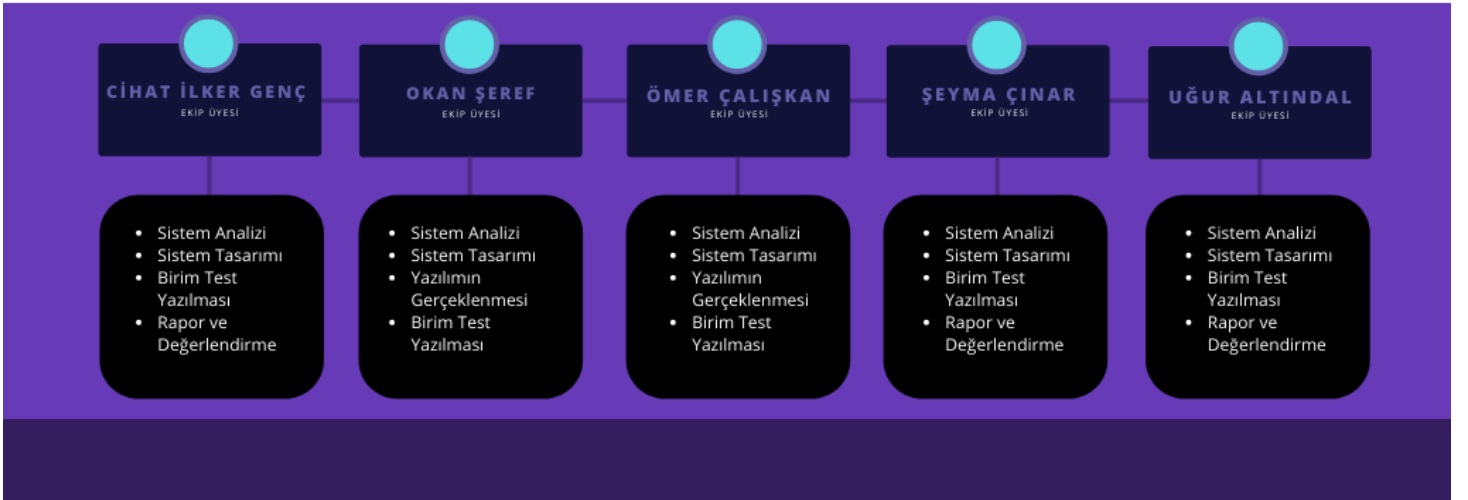 CİHAT İLKER GENÇ
EKİP ÜYESİ
• Sistem Analizi
• Sistem Tasarımı
• Birim Test
Yazılması
• Rapor ve
Değerlendirme
OKAN ŞEREF
EKİP ÜYESİ
• Sistem Analizi
• Sistem Tasarımı
• Yazılımın
Gerçeklenmesi
• Birim Test
Yazılması
ÖMER ÇALIŞKAN
EKİP ÜYESİ
• Sistem Analizi
• Sistem Tasarımı
• Yazılımın
Gerçeklenmesi
• Birim Test
Yazılması
ŞEYMA ÇINAR
EKİP ÜYESİ
• Sistem Analizi
• Sistem Tasarımı
• Birim Test
Yazılması
• Rapor ve
Değerlendirme
UĞUR ALTINDAL
EKİP ÜYESİ
• Sistem Analizi
• Sistem Tasarımı
• Birim Test
Yazılması
• Rapor ve
Değerlendirme